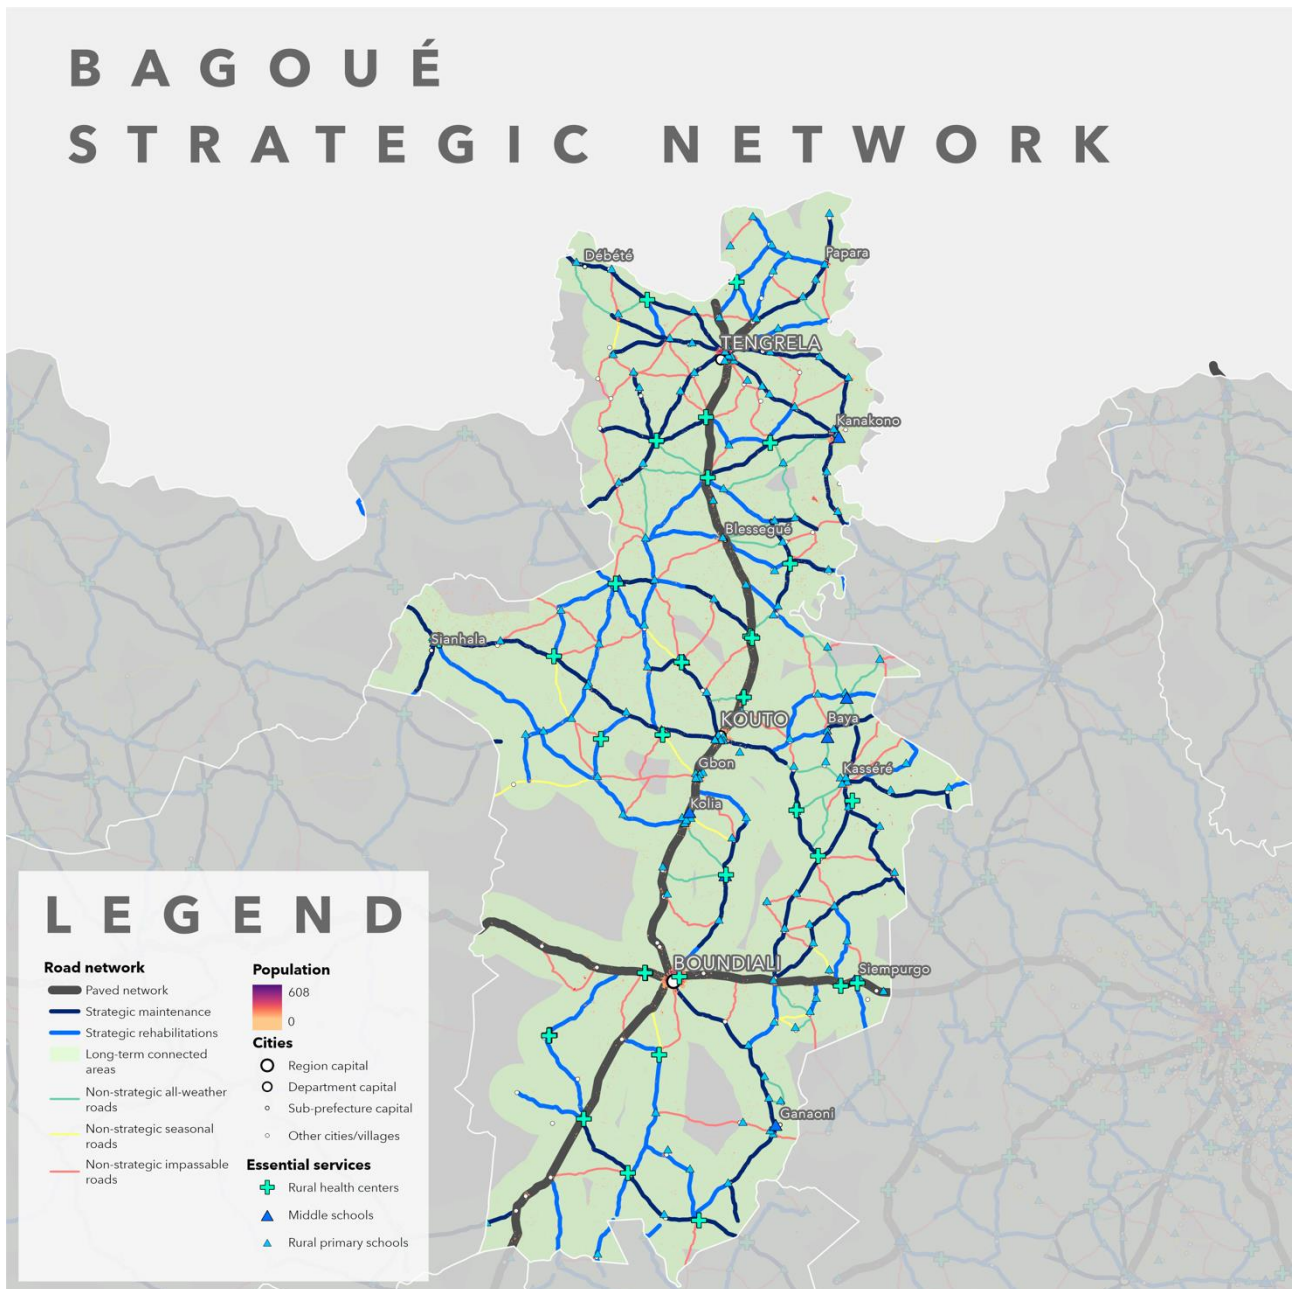 BAGOUÉ
STRATEGIC NETWORK
Débété
Papara
TENGRELA
Kanakono
Blessegué
Sianhala
KOUTO
Baya
Gbon
Kasséré
Kolia
BOUNDIALI
Siempurgo
Ganaoni
LEGEND
Road network
Paved network
Strategic maintenance
Strategic rehabilitations
Long-term connected
areas
Non-strategic all-weather
roads
Non-strategic seasonal
roads
Non-strategic impassable
roads
Population
608
0
Cities
Region capital
Department capital
Sub-prefecture capital
Other cities/villages
Essential services
Rural health centers
Middle schools
Rural primary schools